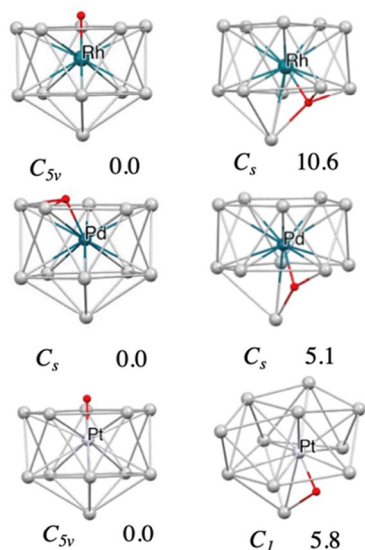 Rh Rh
C5v 0.0 Cs 10.6
Pd Pd
Cs 0.0 Cs 5.1
Pt Pt
C5v 0.0 C1 5.8